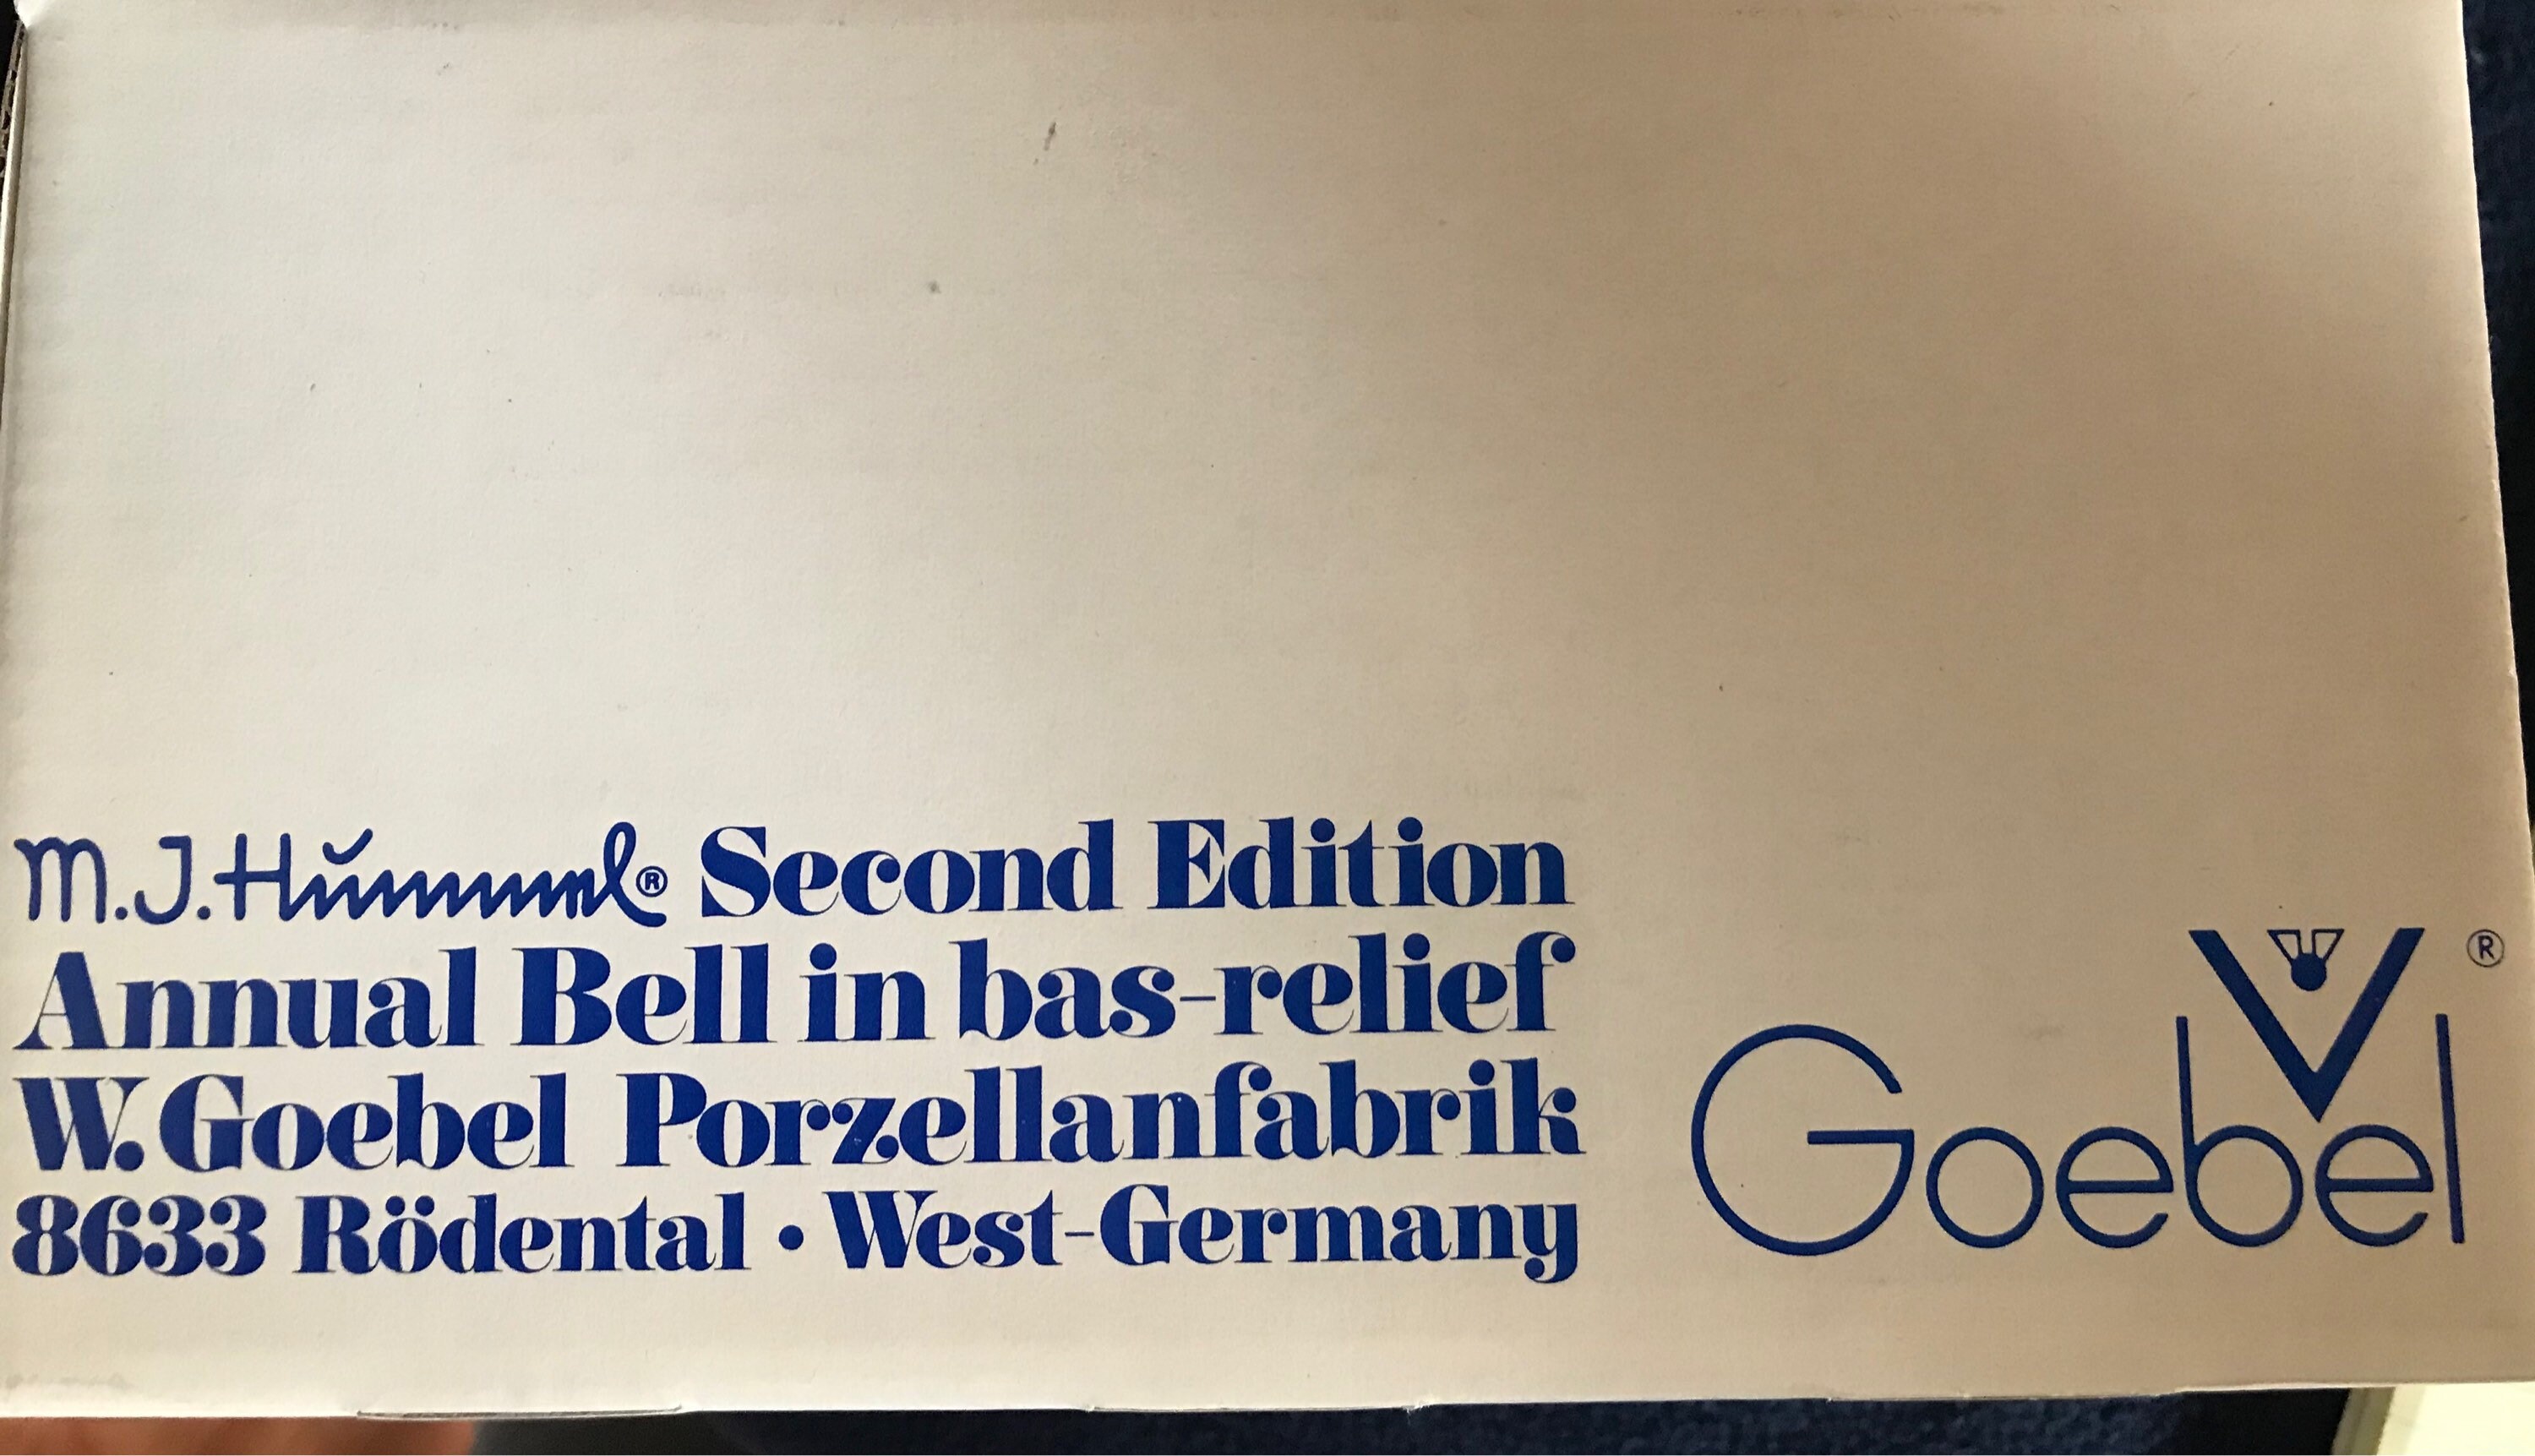 M.J. Hummel® Second Edition
Annual Bell in bas-relief
W. Goebel Porzellanfabrik
8633 Rödental • West-Germany
Goebel ®